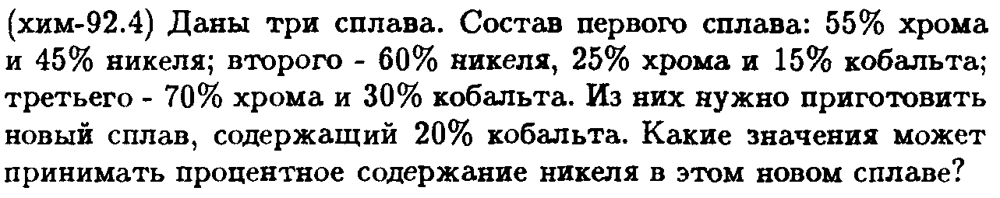 (хим-92.4) Даны три сплава. Состав первого сплава: 55% хрома
и 45% никеля; второго - 60% никеля, 25% хрома и 15% кобальта;
третьего - 70% хрома и 30% кобальта. Из них нужно приготовить
новый сплав, содержащий 20% кобальта. Какие значения может
принимать процентное содержание никеля в этом новом сплаве?